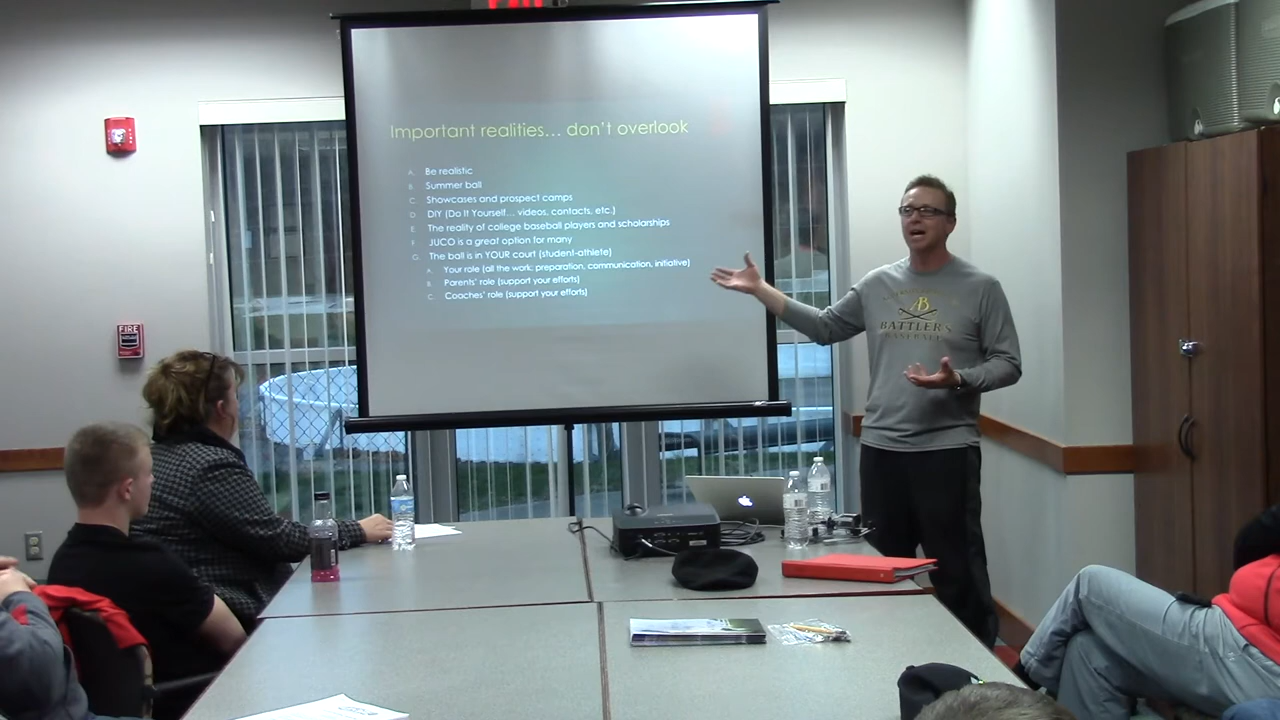 Important realities... don't overlook
A. Be realistic
B. Summer ball
C. Showcases and prospect camps
D. DIY (Do It Yourself... videos, contacts, etc.)
E. The reality of college baseball players and scholarships
F. JUCO is a great option for many
G. The ball is in YOUR court (student-athlete)
A. Your role (all the work: preparation, communication, initiative)
B. Parents' role (support your efforts)
C. Coaches' role (support your efforts)
FIRE
AB
BATTLERS
BASEBALL